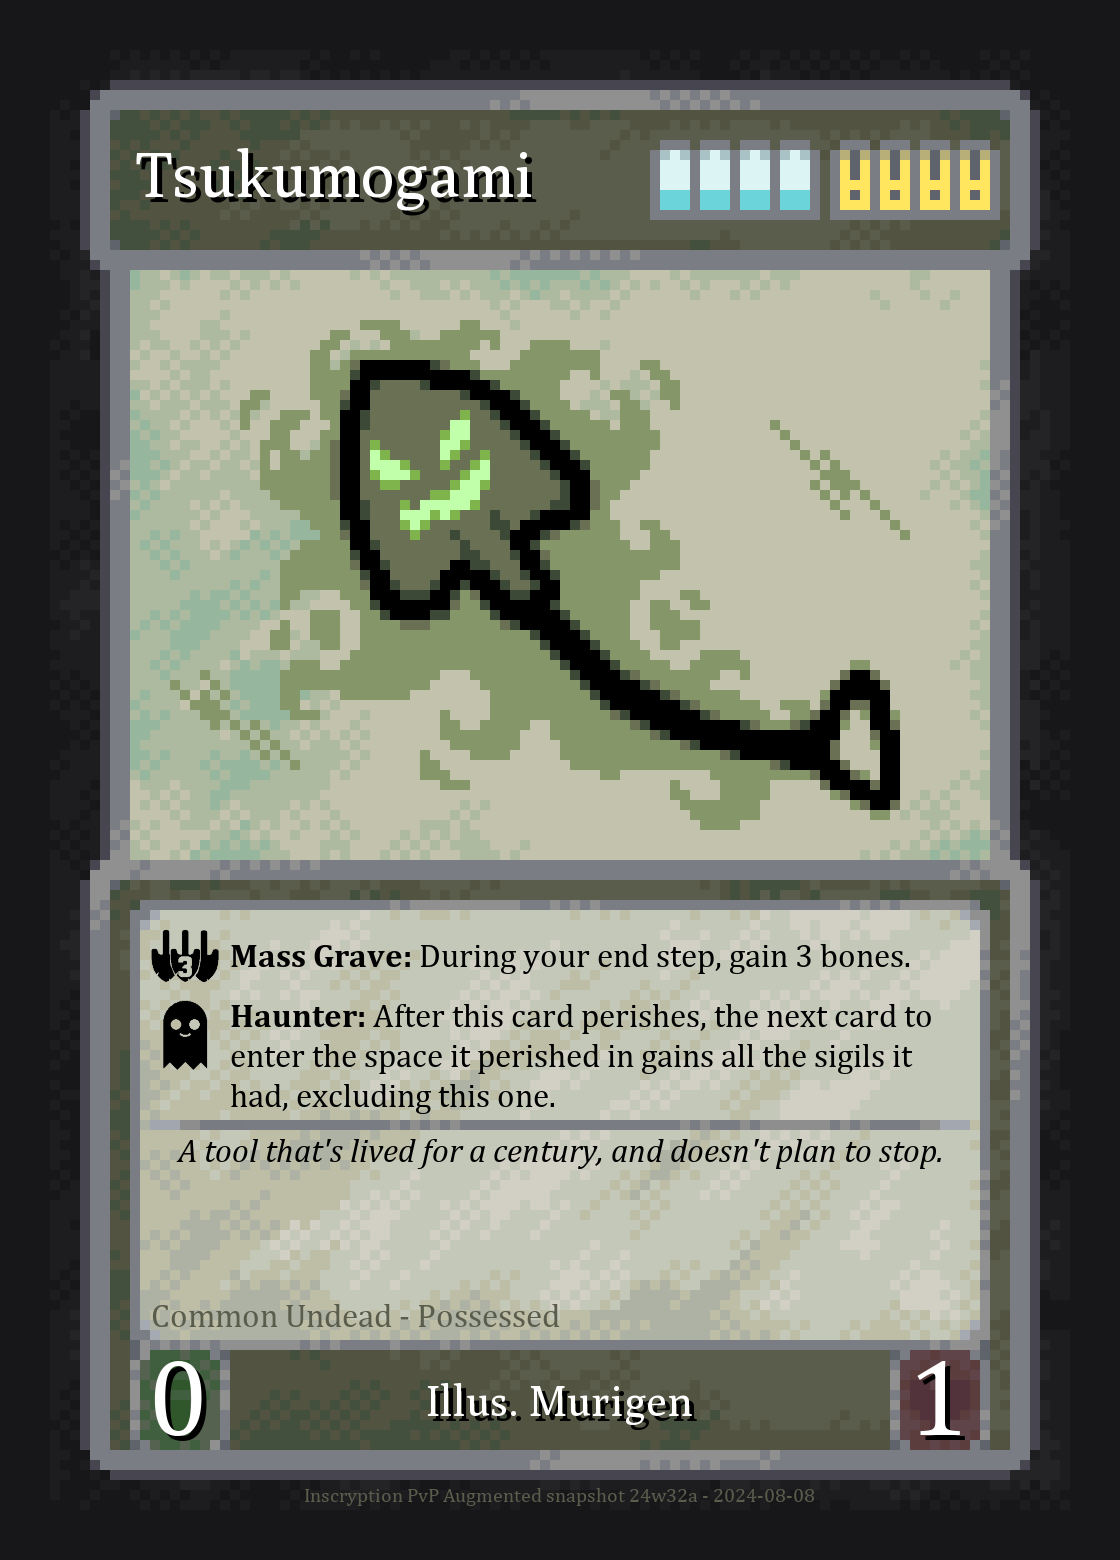 Tsukumogami
3
Mass Grave: During your end step, gain 3 bones.
Haunter: After this card perishes, the next card to
enter the space it perished in gains all the sigils it
had, excluding this one.
A tool that's lived for a century, and doesn't plan to stop.
Common Undead - Possessed
0
Illus. Murigen
1
Inscryption PvP Augmented snapshot 24w32a - 2024-08-08